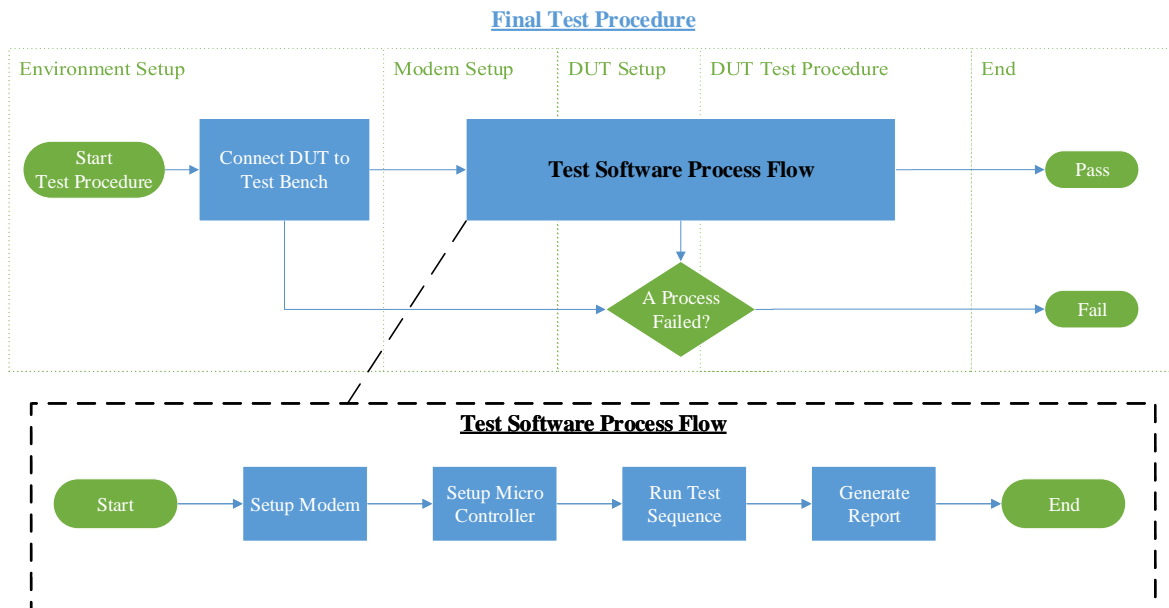 Final Test Procedure
Environment Setup
Modem Setup
DUT Setup
DUT Test Procedure
End
Start
Test Procedure
Connect DUT to
Test Bench
Test Software Process Flow
Pass
A Process
Failed?
Fail
Test Software Process Flow
Start
Setup Modem
Setup Micro
Controller
Run Test
Sequence
Generate
Report
End